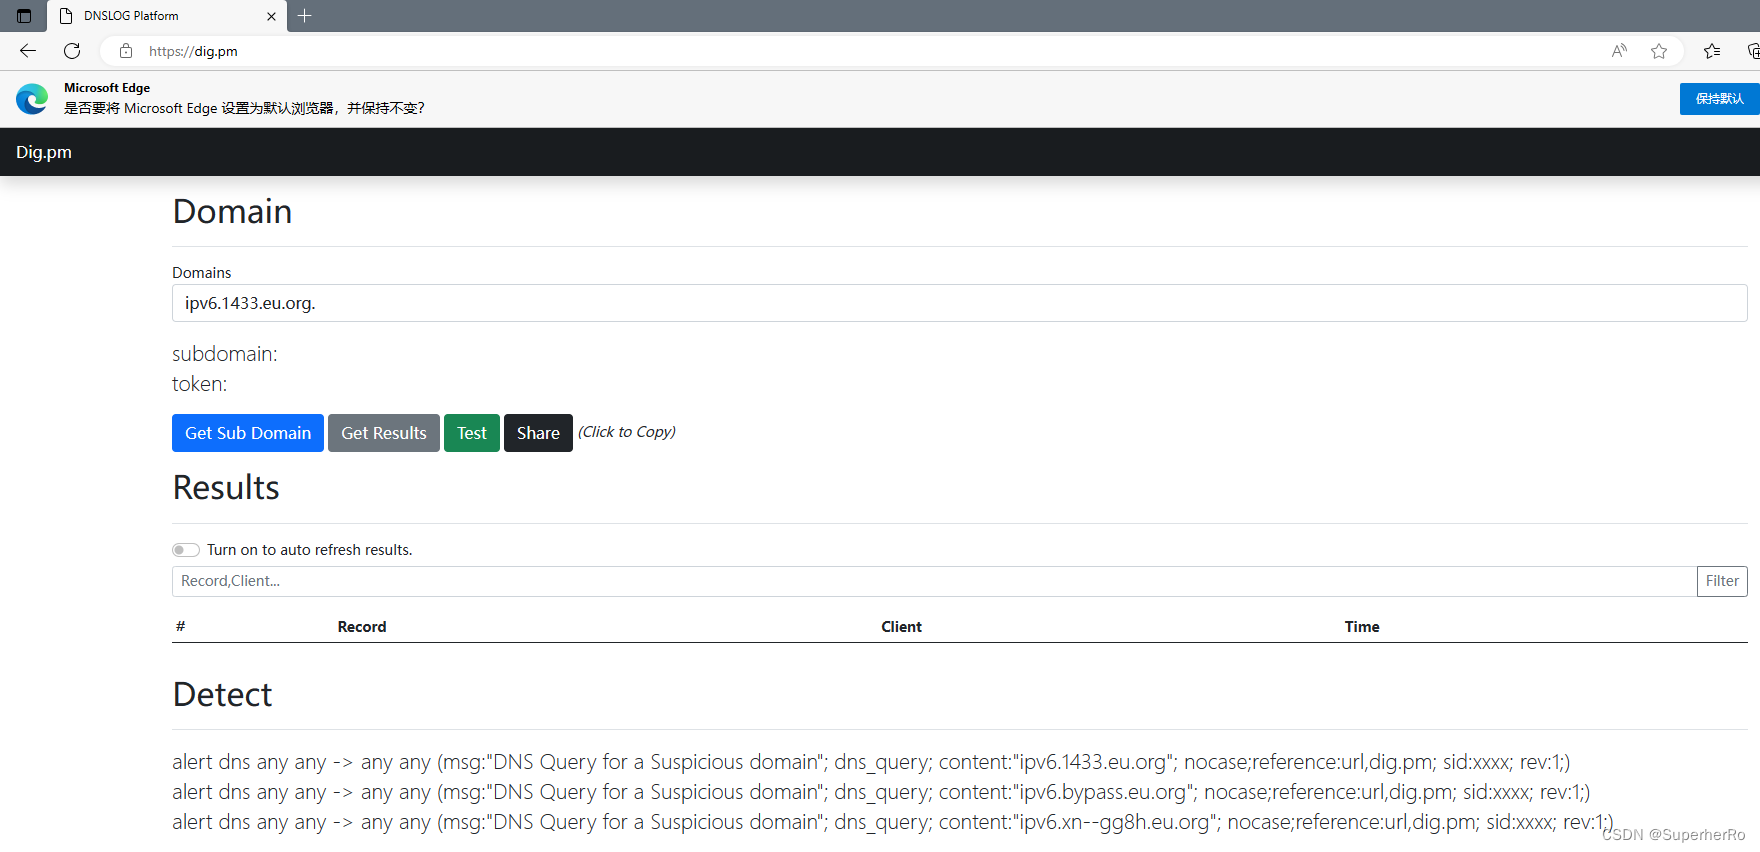 DNSLOG Platform
https://dig.pm
Microsoft Edge
是否要将 Microsoft Edge 设置为默认浏览器，并保持不变?
保持默认
Dig.pm
Domain
Domains
ipv6.1433.eu.org.
subdomain:
token:
Get Sub Domain Get Results Test Share (Click to Copy)
Results
Turn on to auto refresh results.
Record,Client... Filter
# Record Client Time
Detect
alert dns any any -> any any (msg:"DNS Query for a Suspicious domain"; dns_query; content:"ipv6.1433.eu.org"; nocase;reference:url,dig.pm; sid:xxxx; rev:1;)
alert dns any any -> any any (msg:"DNS Query for a Suspicious domain"; dns_query; content:"ipv6.bypass.eu.org"; nocase;reference:url,dig.pm; sid:xxxx; rev:1;)
alert dns any any -> any any (msg:"DNS Query for a Suspicious domain"; dns_query; content:"ipv6.xn--gg8h.eu.org"; nocase;reference:url,dig.pm; sid:xxxx; rev:1;)
CSDN @SuperherRo